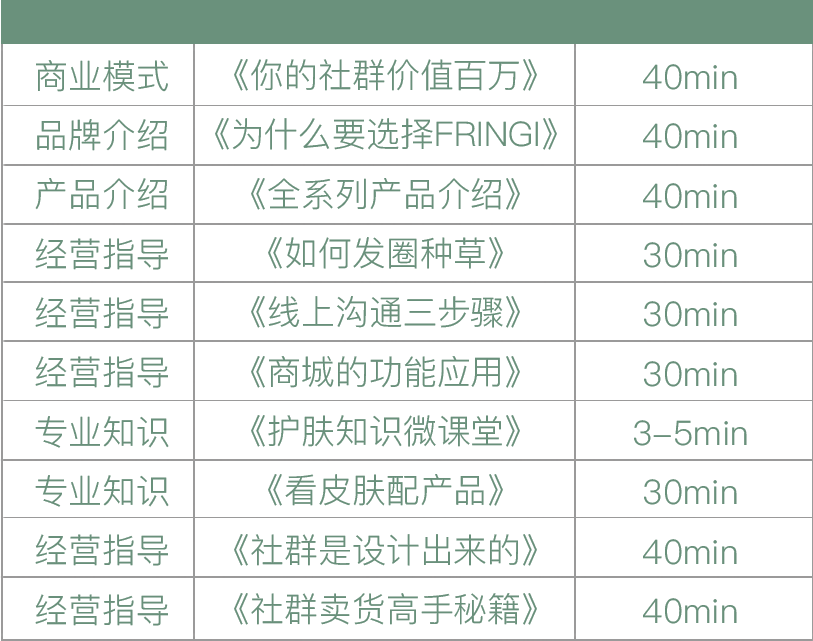 商业模式 《你的社群价值百万》 40min
品牌介绍 《为什么要选择FRINGI》 40min
产品介绍 《全系列产品介绍》 40min
经营指导 《如何发圈种草》 30min
经营指导 《线上沟通三步骤》 30min
经营指导 《商城的功能应用》 30min
专业知识 《护肤知识微课堂》 3-5min
专业知识 《看皮肤配产品》 30min
经营指导 《社群是设计出来的》 40min
经营指导 《社群卖货高手秘籍》 40min